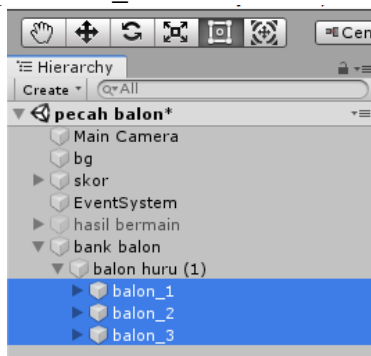 Cen
Hierarchy
Create All
pecah balon*
Main Camera
bg
skor
EventSystem
hasil bermain
bank balon
balon huru (1)
balon_1
balon_2
balon_3